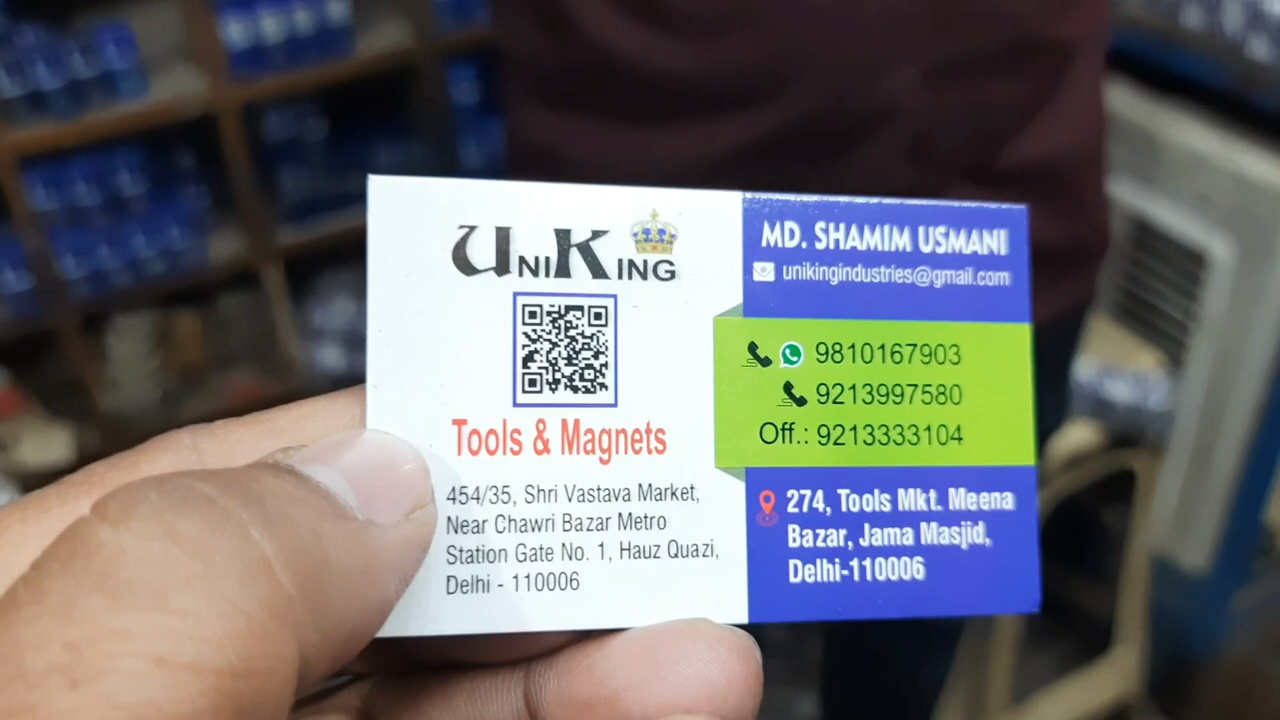 UNIKING
Tools & Magnets
454/35, Shri Vastava Market,
Near Chawri Bazar Metro
Station Gate No. 1, Hauz Quazi,
Delhi - 110006
MD. SHAMIM USMANI
unikingindustries@gmail.com
9810167903
9213997580
Off.: 9213333104
274, Tools Mkt. Meena
Bazar, Jama Masjid,
Delhi-110006